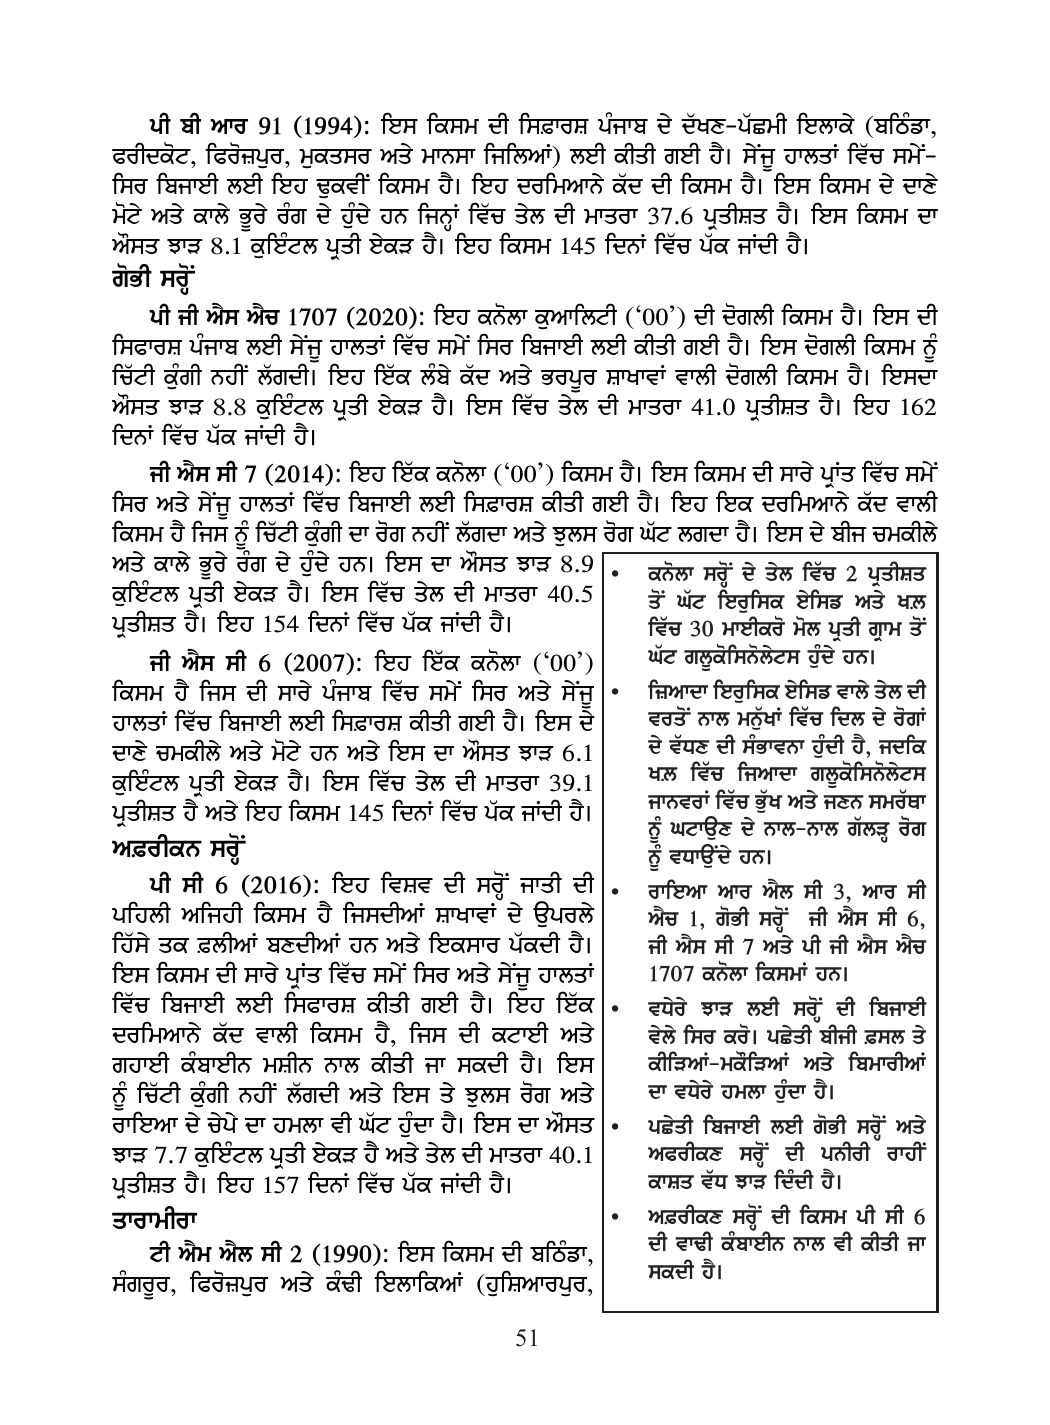 ਪੀ ਬੀ ਆਰ 91 (1994): ਇਸ ਕਿਸਮ ਦੀ ਸਿਫ਼ਾਰਸ਼ ਪੰਜਾਬ ਦੇ ਦੱਖਣ-ਪੱਛਮੀ ਇਲਾਕੇ (ਬਠਿੰਡਾ,
ਫਰੀਦਕੋਟ, ਫਿਰੋਜ਼ਪੁਰ, ਮੁਕਤਸਰ ਅਤੇ ਮਾਨਸਾ ਜਿਲਿਆਂ) ਲਈ ਕੀਤੀ ਗਈ ਹੈ। ਸੇਂਜੂ ਹਾਲਤਾਂ ਵਿੱਚ ਸਮੇਂ-
ਸਿਰ ਬਿਜਾਈ ਲਈ ਇਹ ਢੁਕਵੀਂ ਕਿਸਮ ਹੈ। ਇਹ ਦਰਮਿਆਨੇ ਕੱਦ ਦੀ ਕਿਸਮ ਹੈ। ਇਸ ਕਿਸਮ ਦੇ ਦਾਣੇ
ਮੋਟੇ ਅਤੇ ਕਾਲੇ ਭੂਰੇ ਰੰਗ ਦੇ ਹੁੰਦੇ ਹਨ ਜਿਨ੍ਹਾਂ ਵਿੱਚ ਤੇਲ ਦੀ ਮਾਤਰਾ 37.6 ਪ੍ਰਤੀਸ਼ਤ ਹੈ। ਇਸ ਕਿਸਮ ਦਾ
ਔਸਤ ਝਾੜ 8.1 ਕੁਇੰਟਲ ਪ੍ਰਤੀ ਏਕੜ ਹੈ। ਇਹ ਕਿਸਮ 145 ਦਿਨਾਂ ਵਿੱਚ ਪੱਕ ਜਾਂਦੀ ਹੈ।
ਗੋਭੀ ਸਰ੍ਹੋਂ
ਪੀ ਜੀ ਐਸ ਐਚ 1707 (2020): ਇਹ ਕਨੋਲਾ ਕੁਆਲਿਟੀ (‘00’) ਦੀ ਦੋਗਲੀ ਕਿਸਮ ਹੈ। ਇਸ ਦੀ
ਸਿਫਾਰਸ਼ ਪੰਜਾਬ ਲਈ ਸੇਂਜੂ ਹਾਲਤਾਂ ਵਿੱਚ ਸਮੇਂ ਸਿਰ ਬਿਜਾਈ ਲਈ ਕੀਤੀ ਗਈ ਹੈ। ਇਸ ਦੋਗਲੀ ਕਿਸਮ ਨੂੰ
ਚਿੱਟੀ ਕੁੰਗੀ ਨਹੀਂ ਲੱਗਦੀ। ਇਹ ਇੱਕ ਲੰਬੇ ਕੱਦ ਅਤੇ ਭਰਪੂਰ ਸ਼ਾਖਾਵਾਂ ਵਾਲੀ ਦੋਗਲੀ ਕਿਸਮ ਹੈ। ਇਸਦਾ
ਔਸਤ ਝਾੜ 8.8 ਕੁਇੰਟਲ ਪ੍ਰਤੀ ਏਕੜ ਹੈ। ਇਸ ਵਿੱਚ ਤੇਲ ਦੀ ਮਾਤਰਾ 41.0 ਪ੍ਰਤੀਸ਼ਤ ਹੈ। ਇਹ 162
ਦਿਨਾਂ ਵਿੱਚ ਪੱਕ ਜਾਂਦੀ ਹੈ।
ਜੀ ਐਸ ਸੀ 7 (2014): ਇਹ ਇੱਕ ਕਨੋਲਾ (‘00’) ਕਿਸਮ ਹੈ। ਇਸ ਕਿਸਮ ਦੀ ਸਾਰੇ ਪ੍ਰਾਂਤ ਵਿੱਚ ਸਮੇਂ
ਸਿਰ ਅਤੇ ਸੇਂਜੂ ਹਾਲਤਾਂ ਵਿੱਚ ਬਿਜਾਈ ਲਈ ਸਿਫ਼ਾਰਸ਼ ਕੀਤੀ ਗਈ ਹੈ। ਇਹ ਇਕ ਦਰਮਿਆਨੇ ਕੱਦ ਵਾਲੀ
ਕਿਸਮ ਹੈ ਜਿਸ ਨੂੰ ਚਿੱਟੀ ਕੁੰਗੀ ਦਾ ਰੋਗ ਨਹੀਂ ਲੱਗਦਾ ਅਤੇ ਝੁਲਸ ਰੋਗ ਘੱਟ ਲਗਦਾ ਹੈ। ਇਸ ਦੇ ਬੀਜ ਚਮਕੀਲੇ
ਅਤੇ ਕਾਲੇ ਭੂਰੇ ਰੰਗ ਦੇ ਹੁੰਦੇ ਹਨ। ਇਸ ਦਾ ਔਸਤ ਝਾੜ 8.9
ਕੁਇੰਟਲ ਪ੍ਰਤੀ ਏਕੜ ਹੈ। ਇਸ ਵਿੱਚ ਤੇਲ ਦੀ ਮਾਤਰਾ 40.5
ਪ੍ਰਤੀਸ਼ਤ ਹੈ। ਇਹ 154 ਦਿਨਾਂ ਵਿੱਚ ਪੱਕ ਜਾਂਦੀ ਹੈ।
ਜੀ ਐਸ ਸੀ 6 (2007): ਇਹ ਇੱਕ ਕਨੋਲਾ (‘00’)
ਕਿਸਮ ਹੈ ਜਿਸ ਦੀ ਸਾਰੇ ਪੰਜਾਬ ਵਿੱਚ ਸਮੇਂ ਸਿਰ ਅਤੇ ਸੇਂਜੂ
ਹਾਲਤਾਂ ਵਿੱਚ ਬਿਜਾਈ ਲਈ ਸਿਫ਼ਾਰਸ਼ ਕੀਤੀ ਗਈ ਹੈ। ਇਸ ਦੇ
ਦਾਣੇ ਚਮਕੀਲੇ ਅਤੇ ਮੋਟੇ ਹਨ ਅਤੇ ਇਸ ਦਾ ਔਸਤ ਝਾੜ 6.1
ਕੁਇੰਟਲ ਪ੍ਰਤੀ ਏਕੜ ਹੈ। ਇਸ ਵਿੱਚ ਤੇਲ ਦੀ ਮਾਤਰਾ 39.1
ਪ੍ਰਤੀਸ਼ਤ ਹੈ ਅਤੇ ਇਹ ਕਿਸਮ 145 ਦਿਨਾਂ ਵਿੱਚ ਪੱਕ ਜਾਂਦੀ ਹੈ।
ਅਫ਼ਰੀਕਨ ਸਰ੍ਹੋਂ
ਪੀ ਸੀ 6 (2016): ਇਹ ਵਿਸ਼ਵ ਦੀ ਸਰ੍ਹੋਂ ਜਾਤੀ ਦੀ
ਪਹਿਲੀ ਅਜਿਹੀ ਕਿਸਮ ਹੈ ਜਿਸਦੀਆਂ ਸ਼ਾਖਾਵਾਂ ਦੇ ਉਪਰਲੇ
ਹਿੱਸੇ ਤਕ ਫ਼ਲੀਆਂ ਬਣਦੀਆਂ ਹਨ ਅਤੇ ਇਕਸਾਰ ਪੱਕਦੀ ਹੈ।
ਇਸ ਕਿਸਮ ਦੀ ਸਾਰੇ ਪ੍ਰਾਂਤ ਵਿੱਚ ਸਮੇਂ ਸਿਰ ਅਤੇ ਸੇਂਜੂ ਹਾਲਤਾਂ
ਵਿੱਚ ਬਿਜਾਈ ਲਈ ਸਿਫਾਰਸ਼ ਕੀਤੀ ਗਈ ਹੈ। ਇਹ ਇੱਕ
ਦਰਮਿਆਨੇ ਕੱਦ ਵਾਲੀ ਕਿਸਮ ਹੈ, ਜਿਸ ਦੀ ਕਟਾਈ ਅਤੇ
ਗਹਾਈ ਕੰਬਾਈਨ ਮਸ਼ੀਨ ਨਾਲ ਕੀਤੀ ਜਾ ਸਕਦੀ ਹੈ। ਇਸ
ਨੂੰ ਚਿੱਟੀ ਕੁੰਗੀ ਨਹੀਂ ਲੱਗਦੀ ਅਤੇ ਇਸ ਤੇ ਝੁਲਸ ਰੋਗ ਅਤੇ
ਰਾਇਆ ਦੇ ਚੇਪੇ ਦਾ ਹਮਲਾ ਵੀ ਘੱਟ ਹੁੰਦਾ ਹੈ। ਇਸ ਦਾ ਔਸਤ
ਝਾੜ 7.7 ਕੁਇੰਟਲ ਪ੍ਰਤੀ ਏਕੜ ਹੈ ਅਤੇ ਤੇਲ ਦੀ ਮਾਤਰਾ 40.1
ਪ੍ਰਤੀਸ਼ਤ ਹੈ। ਇਹ 157 ਦਿਨਾਂ ਵਿੱਚ ਪੱਕ ਜਾਂਦੀ ਹੈ।
ਤਾਰਾਮੀਰਾ
ਟੀ ਐਮ ਐਲ ਸੀ 2 (1990): ਇਸ ਕਿਸਮ ਦੀ ਬਠਿੰਡਾ,
ਸੰਗਰੂਰ, ਫਿਰੋਜ਼ਪੁਰ ਅਤੇ ਕੰਢੀ ਇਲਾਕਿਆਂ (ਹੁਸ਼ਿਆਰਪੁਰ,
• ਕਨੋਲਾ ਸਰ੍ਹੋਂ ਦੇ ਤੇਲ ਵਿੱਚ 2 ਪ੍ਰਤੀਸ਼ਤ
ਤੋਂ ਘੱਟ ਇਰੁਸਿਕ ਏਸਿਡ ਅਤੇ ਖਲ਼
ਵਿੱਚ 30 ਮਾਈਕਰੋ ਮੋਲ ਪ੍ਰਤੀ ਗ੍ਰਾਮ ਤੋਂ
ਘੱਟ ਗਲੂਕੋਸਿਨੋਲੇਟਸ ਹੁੰਦੇ ਹਨ।
• ਜ਼ਿਆਦਾ ਇਰੁਸਿਕ ਏਸਿਡ ਵਾਲੇ ਤੇਲ ਦੀ
ਵਰਤੋਂ ਨਾਲ ਮਨੁੱਖਾਂ ਵਿੱਚ ਦਿਲ ਦੇ ਰੋਗਾਂ
ਦੇ ਵੱਧਣ ਦੀ ਸੰਭਾਵਨਾ ਹੁੰਦੀ ਹੈ, ਜਦਕਿ
ਖਲ਼ ਵਿੱਚ ਜਿਆਦਾ ਗਲੂਕੋਸਿਨੋਲੇਟਸ
ਜਾਨਵਰਾਂ ਵਿੱਚ ਭੁੱਖ ਅਤੇ ਜਣਨ ਸਮਰੱਥਾ
ਨੂੰ ਘਟਾਉਣ ਦੇ ਨਾਲ-ਨਾਲ ਗੱਲੜ੍ਹ ਰੋਗ
ਨੂੰ ਵਧਾਉਂਦੇ ਹਨ।
• ਰਾਇਆ ਆਰ ਐਲ ਸੀ 3, ਆਰ ਸੀ
ਐਚ 1, ਗੋਭੀ ਸਰ੍ਹੋਂ ਜੀ ਐਸ ਸੀ 6,
ਜੀ ਐਸ ਸੀ 7 ਅਤੇ ਪੀ ਜੀ ਐਸ ਐਚ
1707 ਕਨੋਲਾ ਕਿਸਮਾਂ ਹਨ।
• ਵਧੇਰੇ ਝਾੜ ਲਈ ਸਰ੍ਹੋਂ ਦੀ ਬਿਜਾਈ
ਵੇਲੇ ਸਿਰ ਕਰੋ। ਪਛੇਤੀ ਬੀਜੀ ਫ਼ਸਲ ਤੇ
ਕੀੜਿਆਂ-ਮਕੌੜਿਆਂ ਅਤੇ ਬਿਮਾਰੀਆਂ
ਦਾ ਵਧੇਰੇ ਹਮਲਾ ਹੁੰਦਾ ਹੈ।
• ਪਛੇਤੀ ਬਿਜਾਈ ਲਈ ਗੋਭੀ ਸਰ੍ਹੋਂ ਅਤੇ
ਅਫਰੀਕਣ ਸਰ੍ਹੋਂ ਦੀ ਪਨੀਰੀ ਰਾਹੀਂ
ਕਾਸ਼ਤ ਵੱਧ ਝਾੜ ਦਿੰਦੀ ਹੈ।
• ਅਫ਼ਰੀਕਣ ਸਰ੍ਹੋਂ ਦੀ ਕਿਸਮ ਪੀ ਸੀ 6
ਦੀ ਵਾਢੀ ਕੰਬਾਈਨ ਨਾਲ ਵੀ ਕੀਤੀ ਜਾ
ਸਕਦੀ ਹੈ।
51